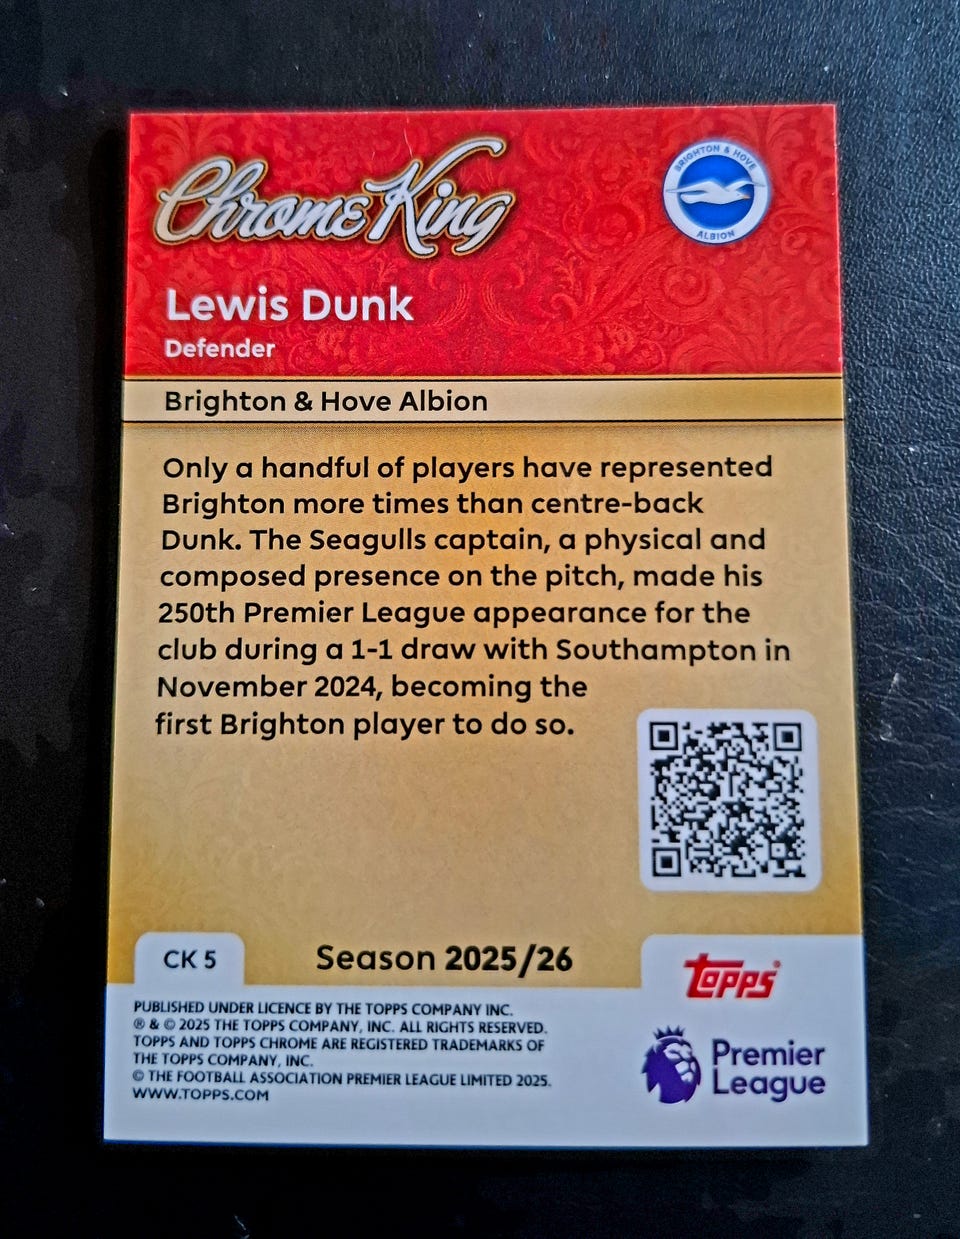 Chrome King
BRIGHTON & HOVE
ALBION
Lewis Dunk
Defender
Brighton & Hove Albion
Only a handful of players have represented
Brighton more times than centre-back
Dunk. The Seagulls captain, a physical and
composed presence on the pitch, made his
250th Premier League appearance for the
club during a 1-1 draw with Southampton in
November 2024, becoming the
first Brighton player to do so.
CK 5
Season 2025/26
TOPPS®
PUBLISHED UNDER LICENCE BY THE TOPPS COMPANY INC.
® & © 2025 THE TOPPS COMPANY, INC. ALL RIGHTS RESERVED.
TOPPS AND TOPPS CHROME ARE REGISTERED TRADEMARKS OF
THE TOPPS COMPANY, INC.
© THE FOOTBALL ASSOCIATION PREMIER LEAGUE LIMITED 2025.
WWW.TOPPS.COM
Premier
League